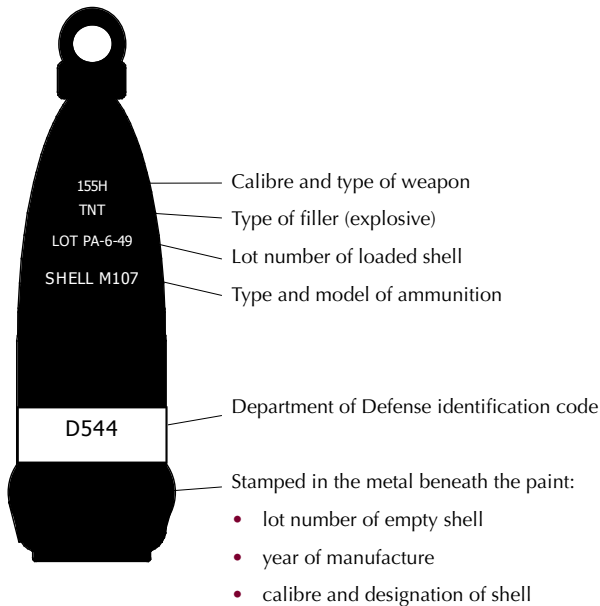 155H
TNT
LOT PA-6-49
SHELL M107
D544
Calibre and type of weapon
Type of filler (explosive)
Lot number of loaded shell
Type and model of ammunition
Department of Defense identification code
Stamped in the metal beneath the paint:
• lot number of empty shell
• year of manufacture
• calibre and designation of shell